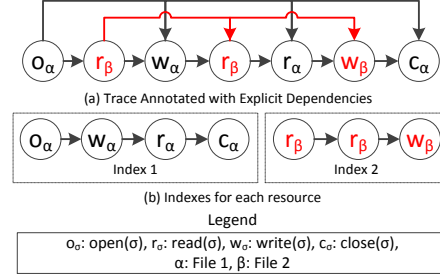 oα rβ wα rβ rα wβ cα
(a) Trace Annotated with Explicit Dependencies
oα wα rα cα rβ rβ wβ
Index 1 Index 2
(b) Indexes for each resource
Legend
oσ: open(σ), rσ: read(σ), wσ: write(σ), cσ: close(σ),
α: File 1, β: File 2